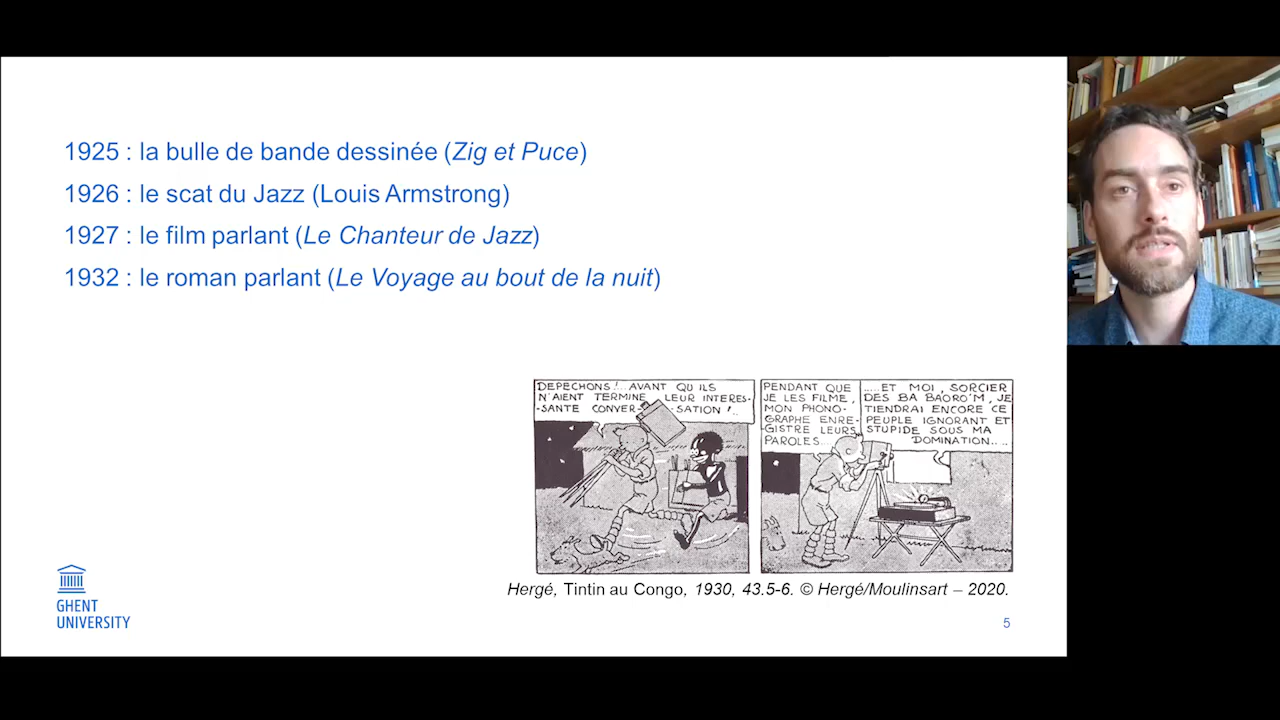 1925 : la bulle de bande dessinée (Zig et Puce)
1926 : le scat du Jazz (Louis Armstrong)
1927 : le film parlant (Le Chanteur de Jazz)
1932 : le roman parlant (Le Voyage au bout de la nuit)
DEPECHONS!...AVANT QU'ILS
N'AIENT TERMINE LEUR INTERES-
-SANTE CONVER-SATION!..
PENDANT QUE
JE LES FILME,
MON PHONO-
GRAPHE ENRE-
GISTRE LEURS
PAROLES....
.....ET MOI, SORCIER
DES BA BAORO'M, JE
TIENDRAI ENCORE CE
PEUPLE IGNORANT ET
STUPIDE SOUS MA
DOMINATION....
Hergé, Tintin au Congo, 1930, 43.5-6. © Hergé/Moulinsart – 2020.
GHENT
UNIVERSITY
5